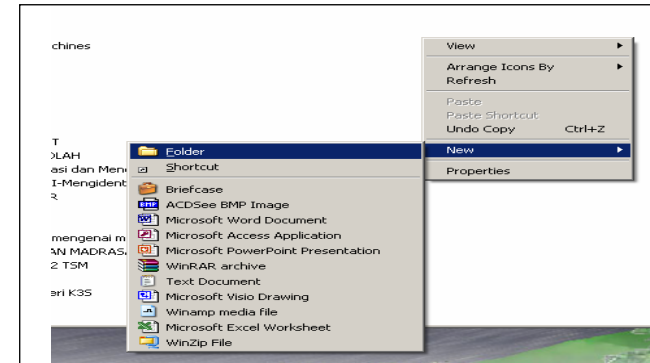 chines
View
Arrange Icons By
Refresh
Paste
Paste Shortcut
Undo Copy Ctrl+Z
New
Properties
T
OLAH
asi dan Men
I-Mengident
R
mengenai m
AN MADRAS
2 TSM
eri K3S
Folder
Shortcut
Briefcase
ACDSee BMP Image
Microsoft Word Document
Microsoft Access Application
Microsoft PowerPoint Presentation
WinRAR archive
Text Document
Microsoft Visio Drawing
Winamp media file
Microsoft Excel Worksheet
WinZip File